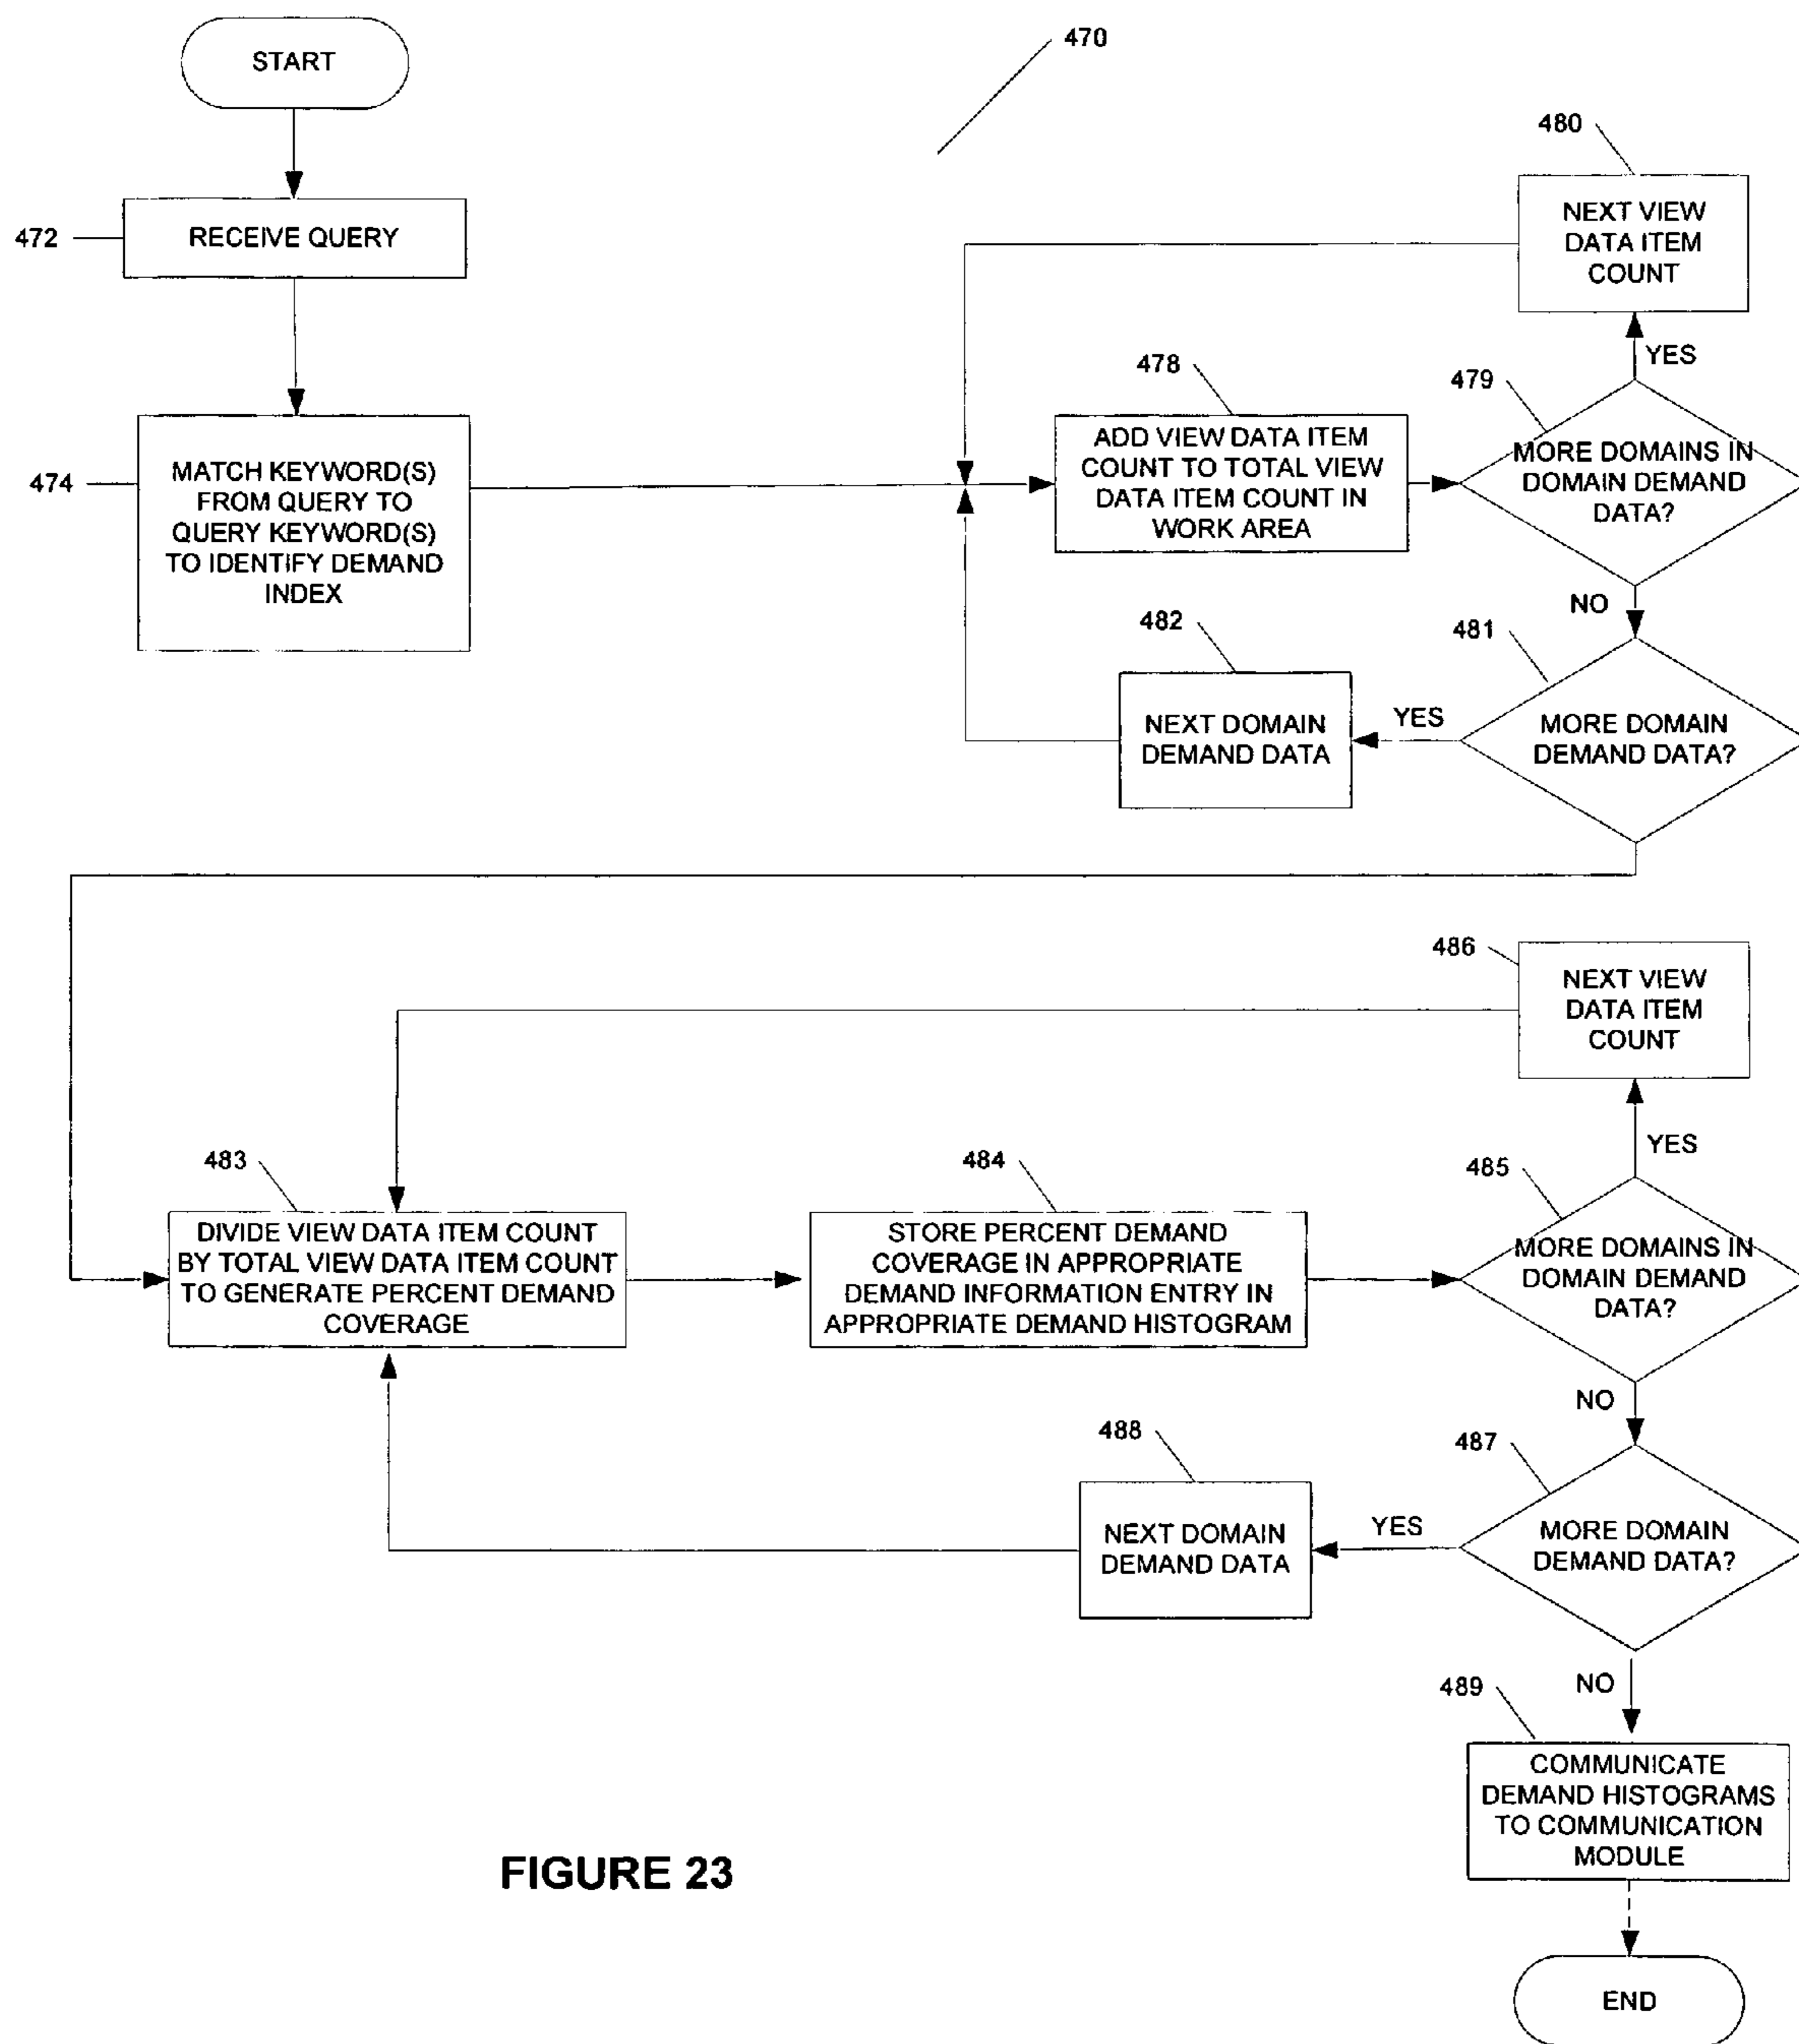 START
470
480
472
RECEIVE QUERY
NEXT VIEW
DATA ITEM
COUNT
YES
478
479
474
MATCH KEYWORD(S)
FROM QUERY TO
QUERY KEYWORD(S)
TO IDENTIFY DEMAND
INDEX
ADD VIEW DATA ITEM
COUNT TO TOTAL VIEW
DATA ITEM COUNT IN
WORK AREA
MORE DOMAINS IN
DOMAIN DEMAND
DATA?
NO
482
481
NEXT DOMAIN
DEMAND DATA
YES
MORE DOMAIN
DEMAND DATA?
486
NEXT VIEW
DATA ITEM
COUNT
YES
483
484
485
DIVIDE VIEW DATA ITEM COUNT
BY TOTAL VIEW DATA ITEM COUNT
TO GENERATE PERCENT DEMAND
COVERAGE
STORE PERCENT DEMAND
COVERAGE IN APPROPRIATE
DEMAND INFORMATION ENTRY IN
APPROPRIATE DEMAND HISTOGRAM
MORE DOMAINS IN
DOMAIN DEMAND
DATA?
NO
488
487
NEXT DOMAIN
DEMAND DATA
YES
MORE DOMAIN
DEMAND DATA?
NO
489
COMMUNICATE
DEMAND HISTOGRAMS
TO COMMUNICATION
MODULE
FIGURE 23
END